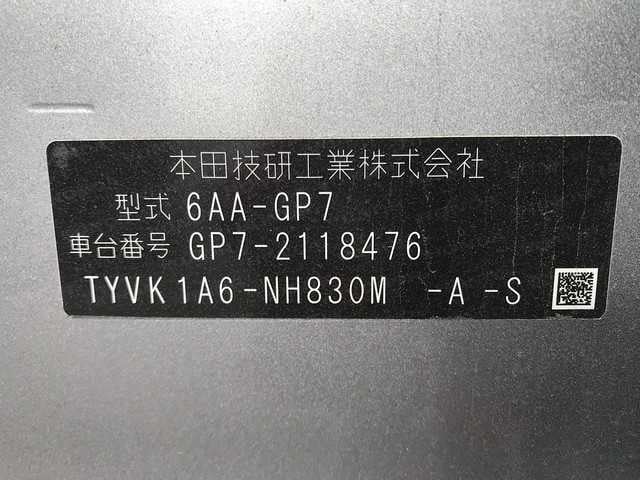 本田技研工業株式会社
型式 6AA-GP7
車台番号 GP7-2118476
TYVK1A6-NH830M -A -S